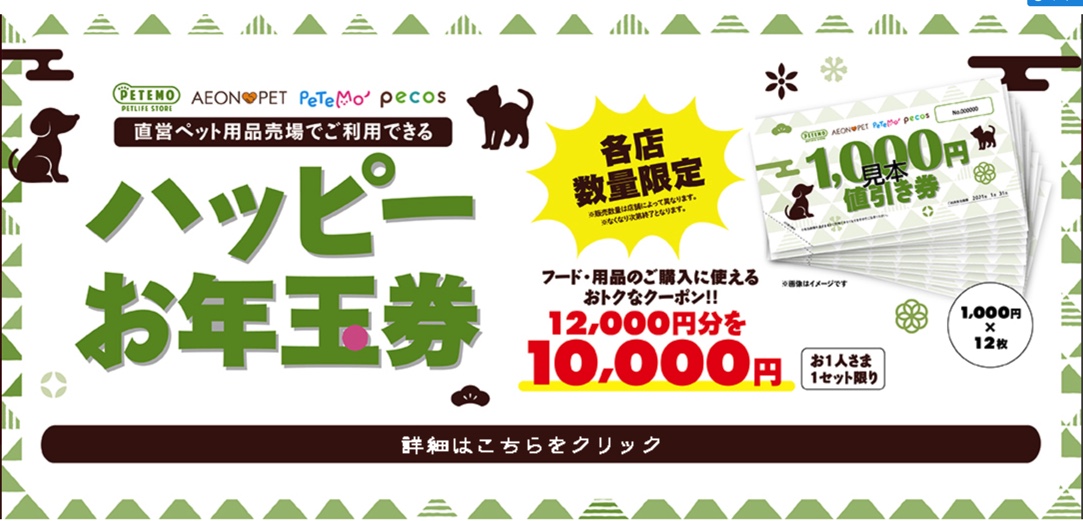 PETEMO
PETLIFE STORE
AEON PET
PeTeMo
pecos
直営ペット用品売場でご利用できる
ハッピー
お年玉券
各店
数量限定
※販売数量は店舗によって異なります。
※なくなり次第終了となります。
フード・用品のご購入に使える
おトクなクーポン!!
12,000円分を
10,000円
お1人さま
1セット限り
No.000000
PETEMO
AEON PET
PeTeMo
pecos
1,000円
見本
値引き券
※画像はイメージです
1,000円
×
12枚
詳細はこちらをクリック